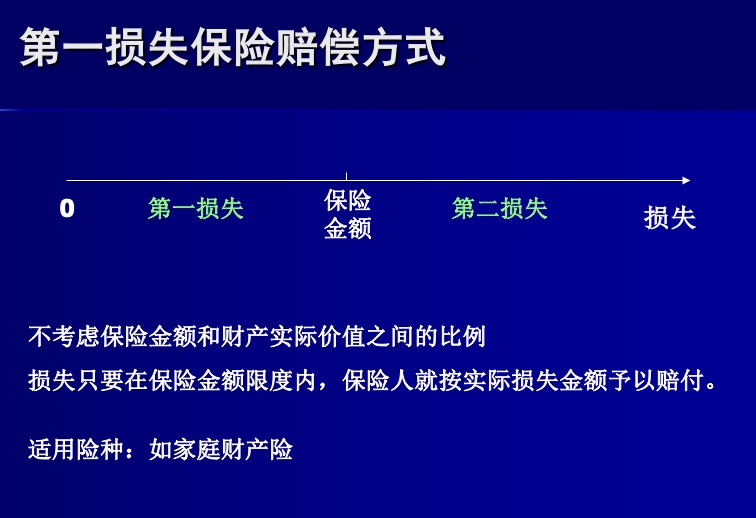 第一损失保险赔偿方式
0
第一损失
保险
金额
第二损失
损失
不考虑保险金额和财产实际价值之间的比例
损失只要在保险金额限度内，保险人就按实际损失金额予以赔付。
适用险种：如家庭财产险